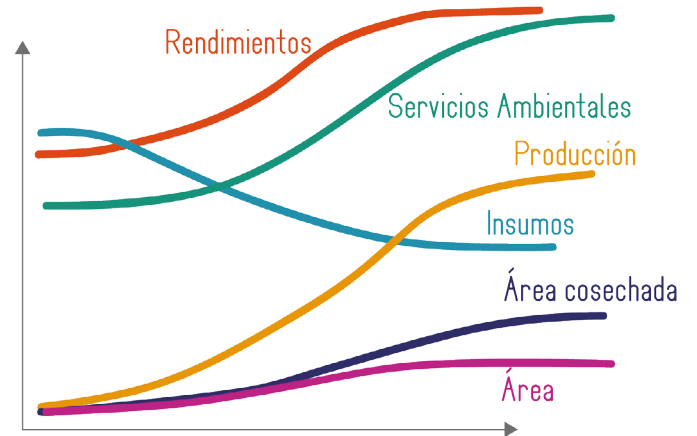 Rendimientos
Servicios Ambientales
Producción
Insumos
Área cosechada
Área